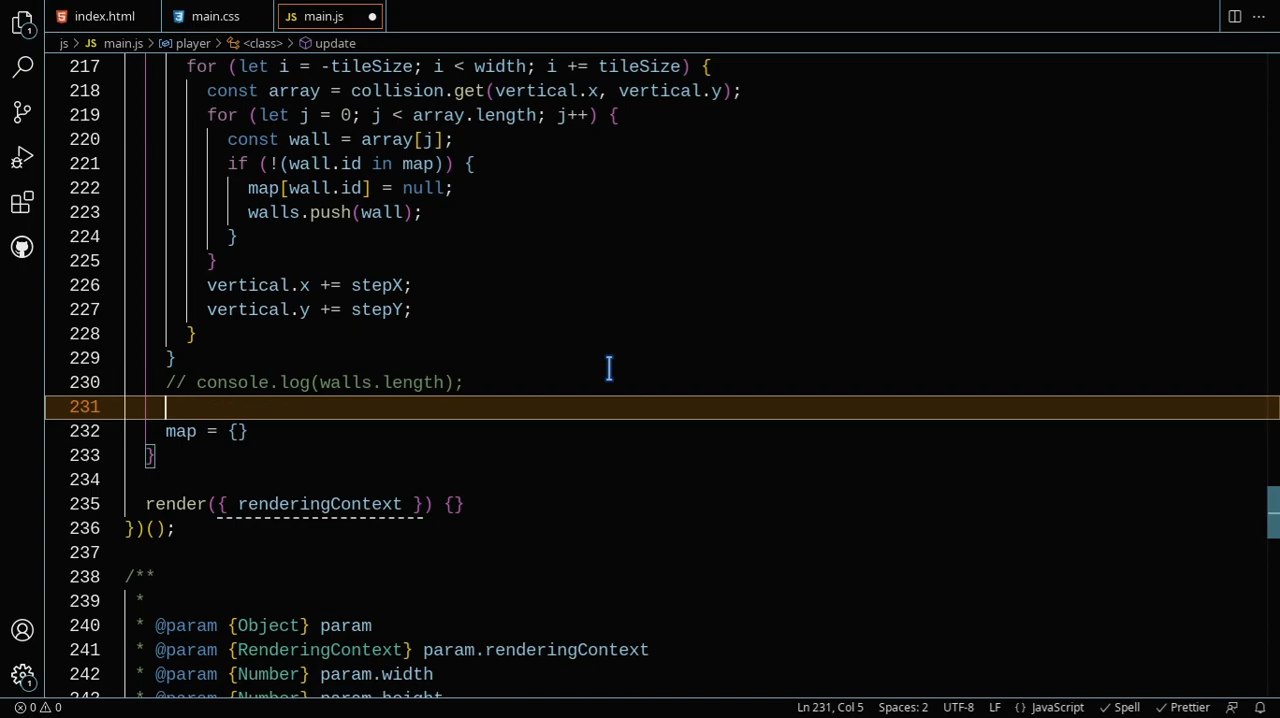 index.html main.css JS main.js
js > JS main.js > player > <class> > update
217 for (let i = -tileSize; i < width; i += tileSize) {
218 const array = collision.get(vertical.x, vertical.y);
219 for (let j = 0; j < array.length; j++) {
220 const wall = array[j];
221 if (!(wall.id in map)) {
222 map[wall.id] = null;
223 walls.push(wall);
224 }
225 }
226 vertical.x += stepX;
227 vertical.y += stepY;
228 }
229 }
230 // console.log(walls.length);
231
232 map = {}
233 }
234
235 render({ renderingContext }) {}
236 })();
237
238 /**
239 *
240 * @param {Object} param
241 * @param {RenderingContext} param.renderingContext
242 * @param {Number} param.width
243 * @param {Number} param.height
0 0 Ln 231, Col 5 Spaces: 2 UTF-8 LF {} JavaScript Spell Prettier